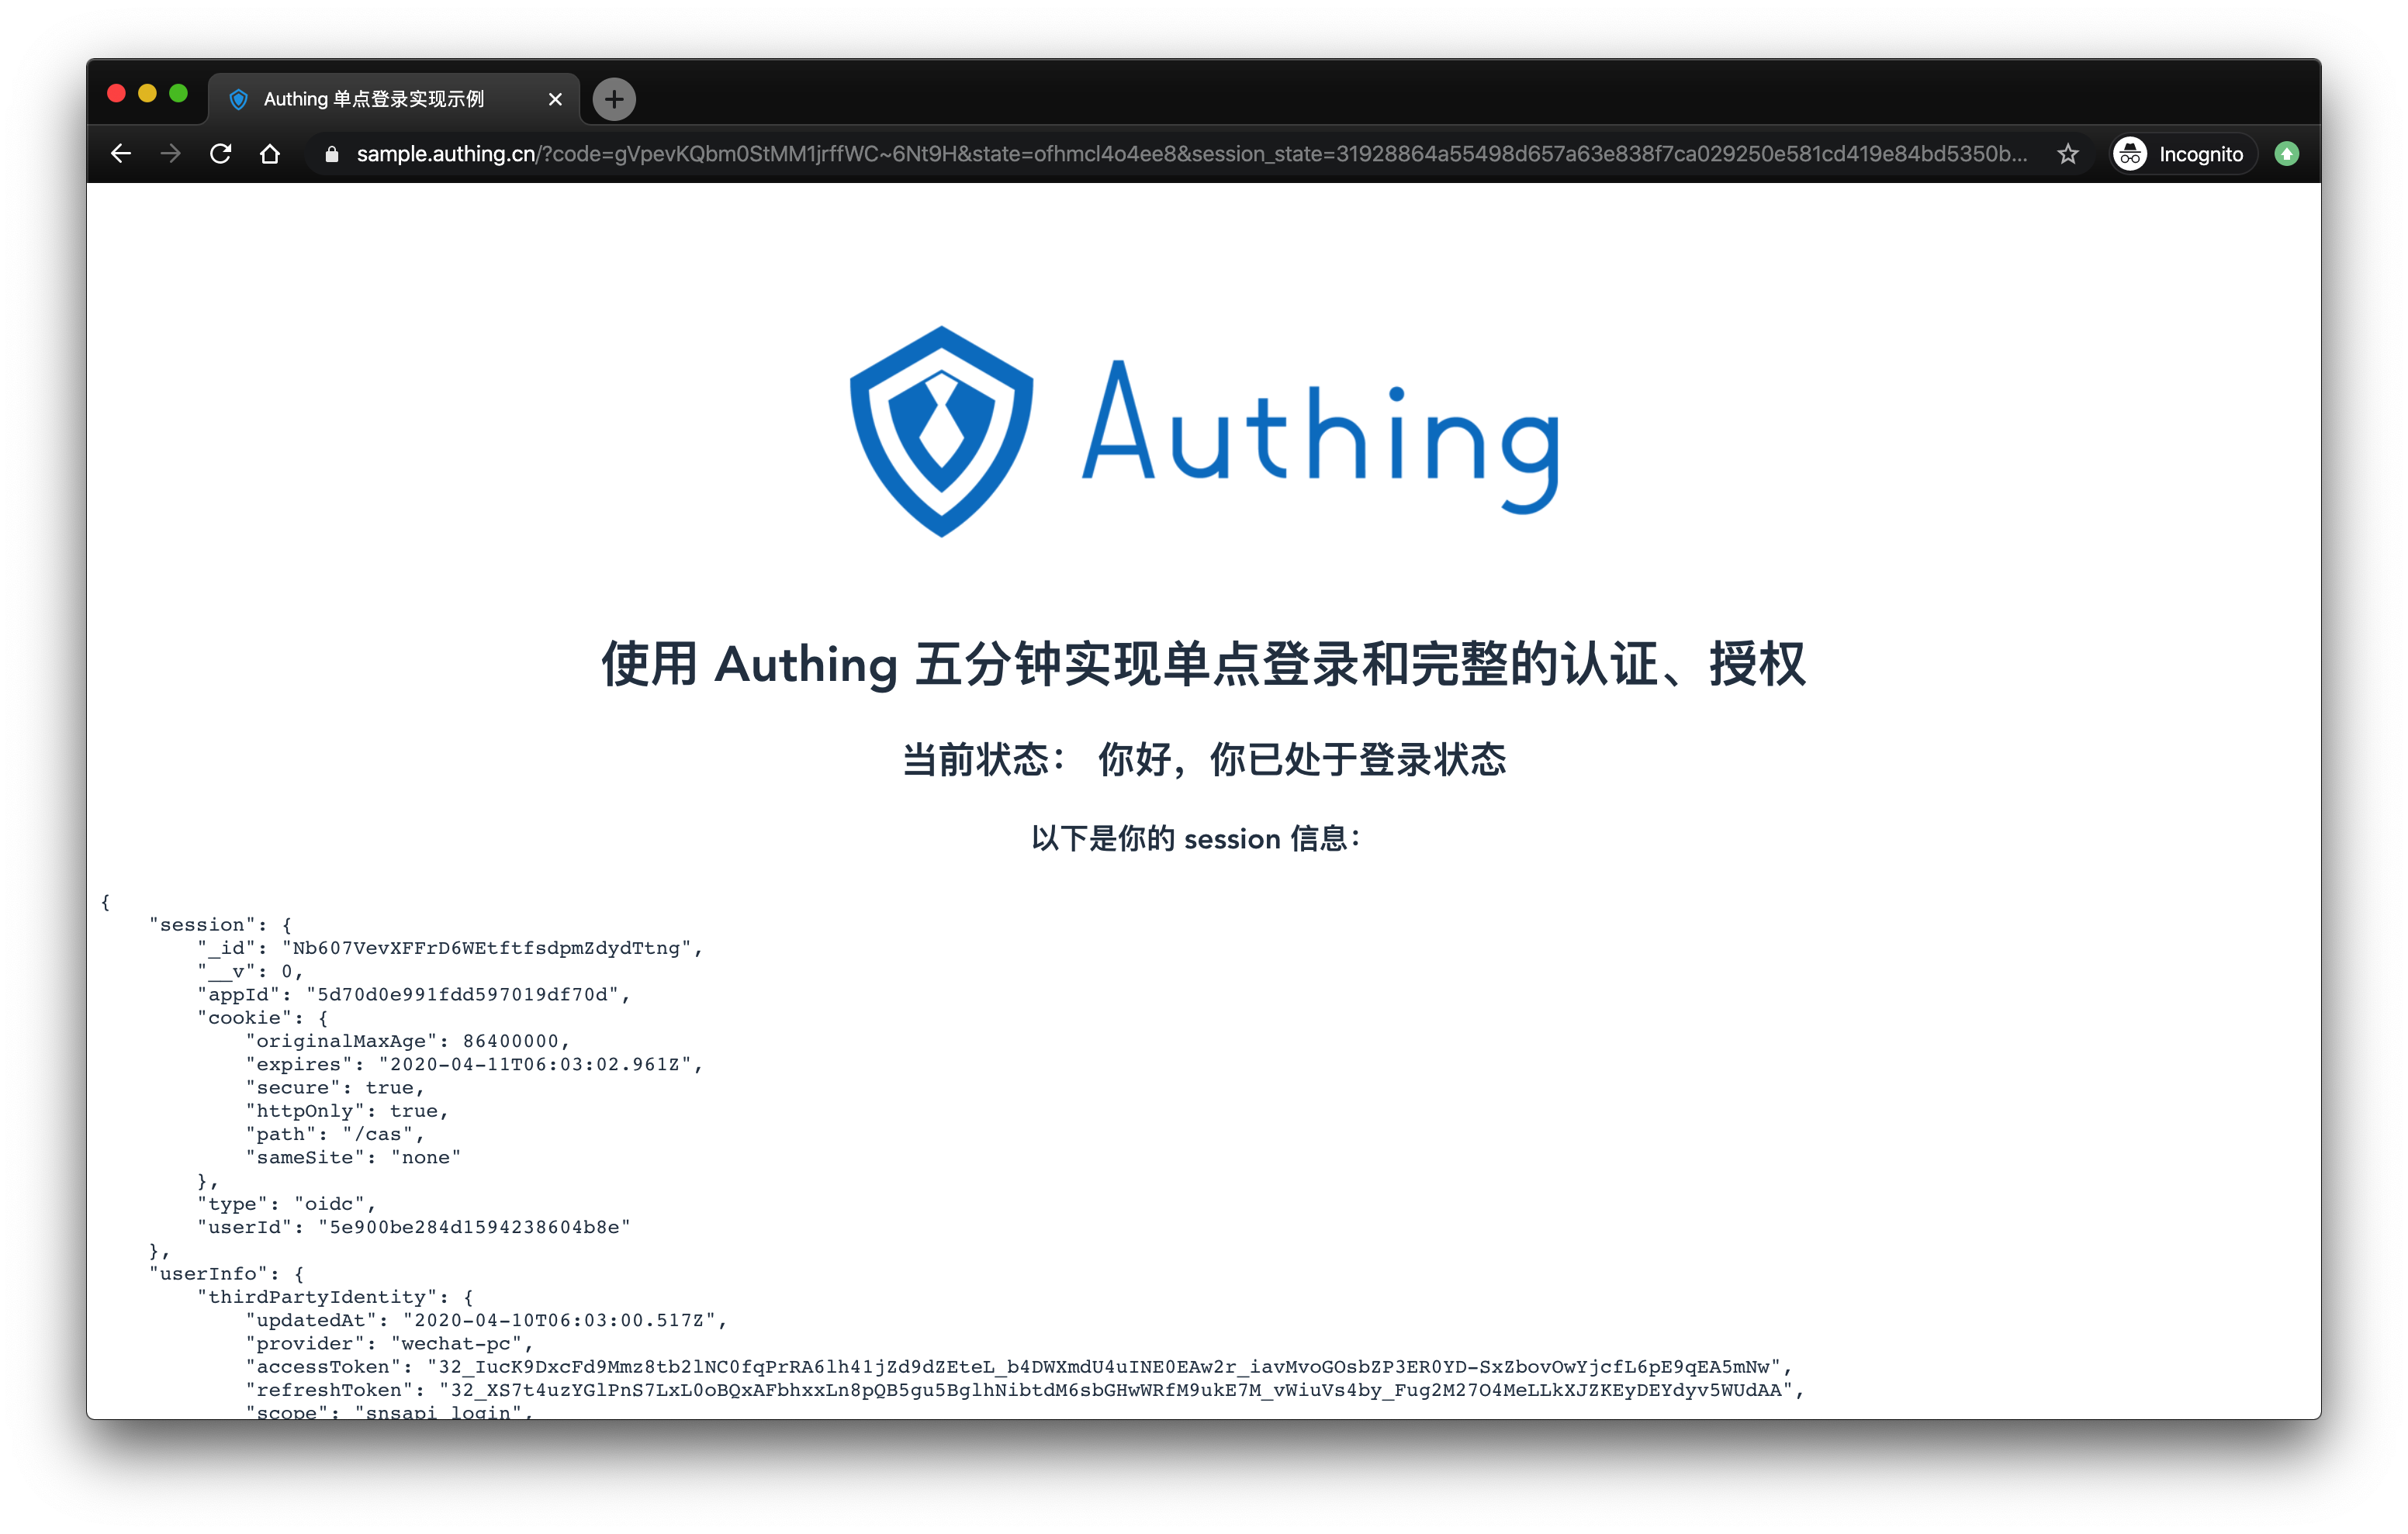 Authing 单点登录实现示例
sample.authing.cn/?code=gVpevKQbm0StMM1jrffWC~6Nt9H&state=ofhmcl4o4ee8&session_state=31928864a55498d657a63e838f7ca029250e581cd419e84bd5350b...
Incognito
Authing
使用 Authing 五分钟实现单点登录和完整的认证、授权
当前状态： 你好，你已处于登录状态
以下是你的 session 信息：
{
    "session": {
        "_id": "Nb607VevXFFrD6WEtftfsdpmZdydTtng",
        "__v": 0,
        "appId": "5d70d0e991fdd597019df70d",
        "cookie": {
            "originalMaxAge": 86400000,
            "expires": "2020-04-11T06:03:02.961Z",
            "secure": true,
            "httpOnly": true,
            "path": "/cas",
            "sameSite": "none"
        },
        "type": "oidc",
        "userId": "5e900be284d1594238604b8e"
    },
    "userInfo": {
        "thirdPartyIdentity": {
            "updatedAt": "2020-04-10T06:03:00.517Z",
            "provider": "wechat-pc",
            "accessToken": "32_IucK9DxcFd9Mmz8tb2lNC0fqPrRA6lh41jZd9dZEteL_b4DWXmdU4uINE0EAw2r_iavMvoGOsbZP3ER0YD-SxZbovOwYjcfL6pE9qEA5mNw",
            "refreshToken": "32_XS7t4uzYGlPnS7LxL0oBQxAFbhxxLn8pQB5gu5BglhNibtdM6sbGHwWRfM9ukE7M_vWiuVs4by_Fug2M27O4MeLLkXJZKEyDEYdyv5WUdAA",
            "scope": "snsapi_login",